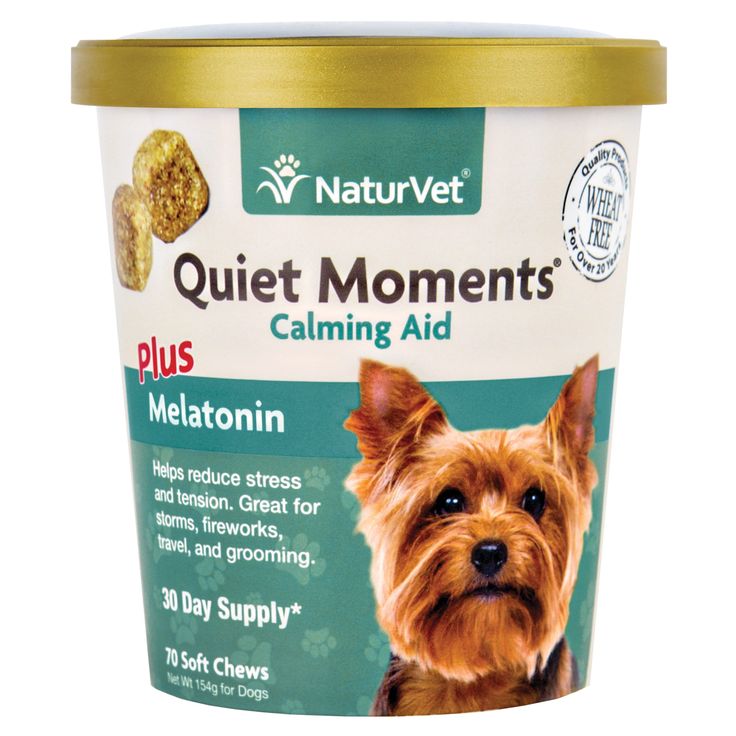 NaturVet®
Quality Products
WHEAT
FREE
For Over 20 Years
Quiet Moments®
Calming Aid
plus
Melatonin
Helps reduce stress
and tension. Great for
storms, fireworks,
travel, and grooming.
30 Day Supply*
70 Soft Chews
Net Wt 154g for Dogs